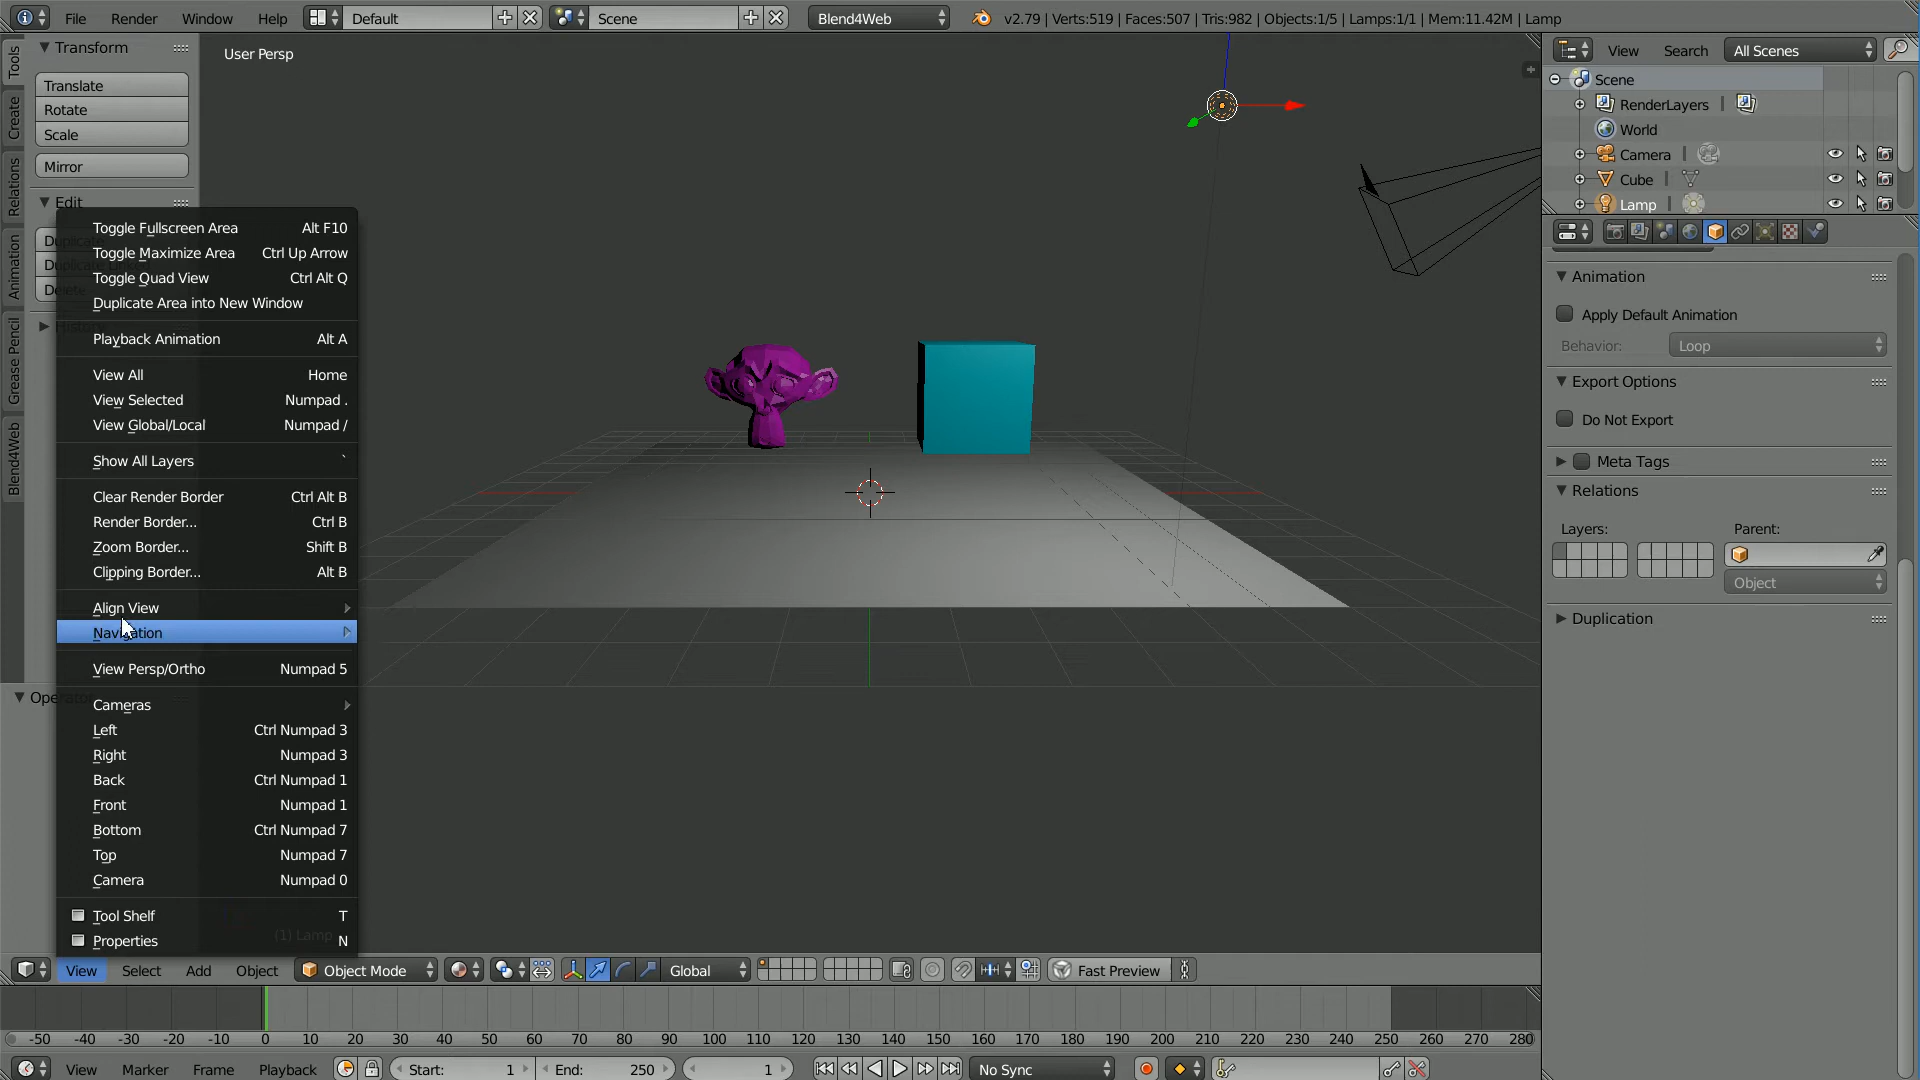 File Render Window Help Default Scene Blend4Web v2.79 | Verts:519 | Faces:507 | Tris:982 | Objects:1/5 | Lamps:1/1 | Mem:11.42M | Lamp
Tools
Create
Relations
Animation
Grease Pencil
Blend4Web
Transform
Translate
Rotate
Scale
Mirror
Edit
User Persp
Toggle Fullscreen Area Alt F10
Toggle Maximize Area Ctrl Up Arrow
Toggle Quad View Ctrl Alt Q
Duplicate Area into New Window
Playback Animation Alt A
View All Home
View Selected Numpad .
View Global/Local Numpad /
Show All Layers `
Clear Render Border Ctrl Alt B
Render Border... Ctrl B
Zoom Border... Shift B
Clipping Border... Alt B
Align View
Navigation
View Persp/Ortho Numpad 5
Cameras
Left Ctrl Numpad 3
Right Numpad 3
Back Ctrl Numpad 1
Front Numpad 1
Bottom Ctrl Numpad 7
Top Numpad 7
Camera Numpad 0
Tool Shelf T
Properties N
(1) Lamp
View Select Add Object Object Mode Global Fast Preview
-50 -40 -30 -20 -10 0 10 20 30 40 50 60 70 80 90 100 110 120 130 140 150 160 170 180 190 200 210 220 230 240 250 260 270 280
View Marker Frame Playback Start: 1 End: 250 1 No Sync
View Search All Scenes
Scene
RenderLayers |
World
Camera |
Cube |
Lamp |
Animation
Apply Default Animation
Behavior: Loop
Export Options
Do Not Export
Meta Tags
Relations
Layers: Parent:
Object
Duplication